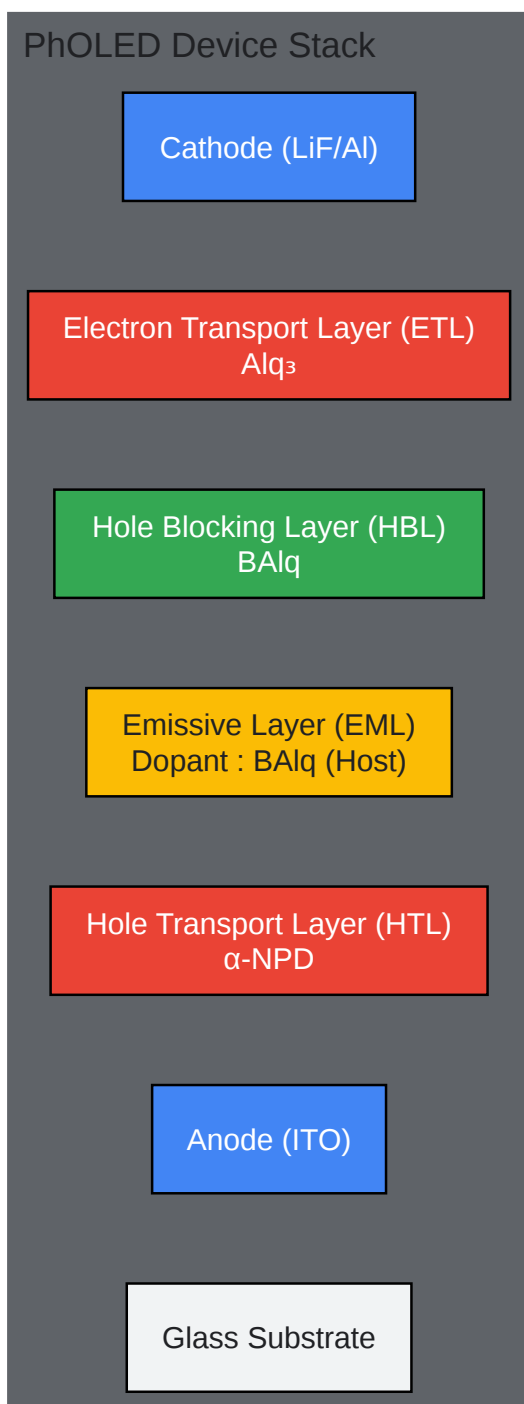 PhOLED Device Stack
Cathode (LiF/Al)
Electron Transport Layer (ETL)
Alq₃
Hole Blocking Layer (HBL)
BAlq
Emissive Layer (EML)
Dopant : BAlq (Host)
Hole Transport Layer (HTL)
α-NPD
Anode (ITO)
Glass Substrate